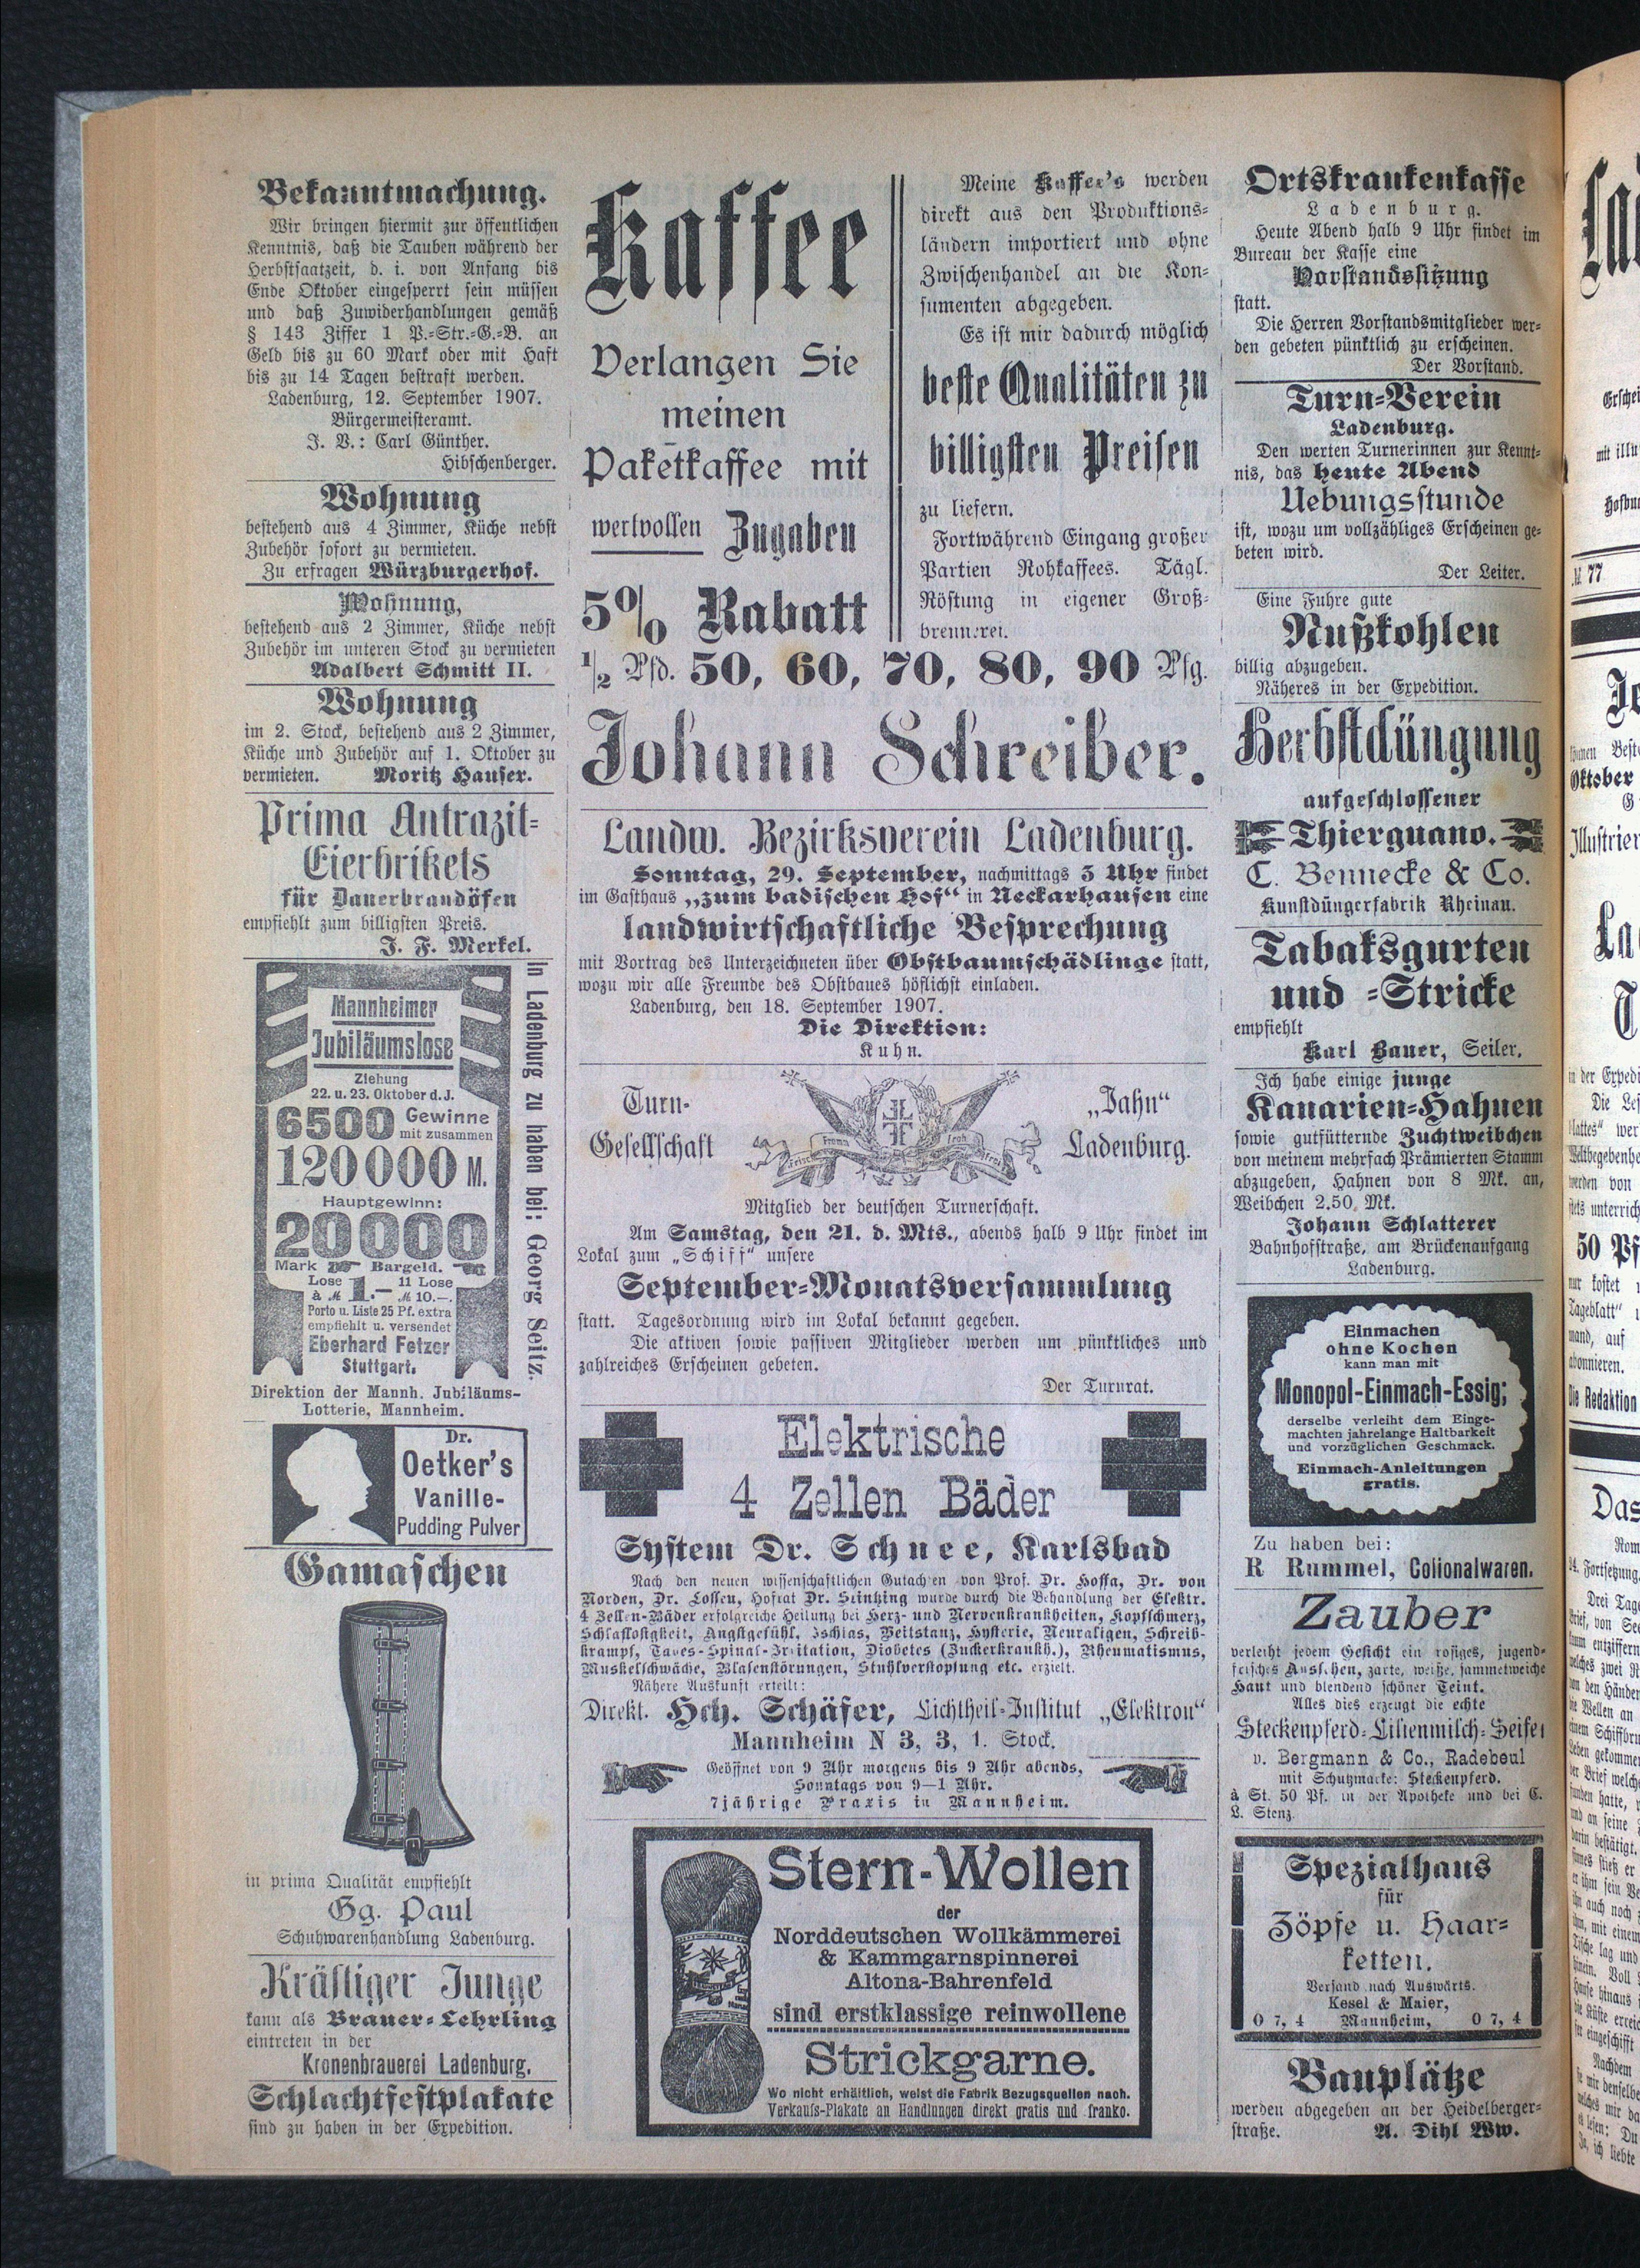 Bekanntmachung.
Wir bringen hiermit zur öffentlichen
Kenntnis, daß die Tauben während der
Herbstsaatzeit, d. i. von Anfang bis
Ende Oktober eingesperrt sein müssen
und daß Zuwiderhandlungen gemäß
§ 143 Ziffer 1 P.=Str.=G.=B. an
Geld bis zu 60 Mark oder mit Haft
bis zu 14 Tagen bestraft werden.
Ladenburg, 12. September 1907.
Bürgermeisteramt.
J. V.: Carl Günther.
Hibschenberger.
Wohnung
bestehend aus 4 Zimmer, Küche nebst
Zubehör sofort zu vermieten.
Zu erfragen Würzburgerhof.
Wohnung,
bestehend aus 2 Zimmer, Küche nebst
Zubehör im unteren Stock zu vermieten
Adalbert Schmitt II.
Wohnung
im 2. Stock, bestehend aus 2 Zimmer,
Küche und Zubehör auf 1. Oktober zu
vermieten. Moritz Hauser.
Prima Antrazit=
Eierbrikets
für Dauerbrandöfen
empfiehlt zum billigsten Preis.
J. F. Merkel.
Mannheimer
Jubiläumslose
Ziehung
22. u. 23. Oktober d. J.
6500 Gewinne
mit zusammen
120000 M.
Hauptgewinn:
20000
Mark Bargeld.
Lose à ℳ 1.— 11 Lose ℳ 10.—.
Porto u. Liste 25 Pf. extra
empfiehlt u. versendet
Eberhard Fetzer
Stuttgart.
In Ladenburg zu haben bei: Georg Seitz.
Direktion der Mannh. Jubiläums-
Lotterie, Mannheim.
Dr.
Oetker's
Vanille-
Pudding Pulver
Gamaschen
in prima Qualität empfiehlt
Gg. Paul
Schuhwarenhandlung Ladenburg.
Kräftiger Junge
kann als Brauer=Lehrling
eintreten in der
Kronenbrauerei Ladenburg.
Schlachtfestplakate
sind zu haben in der Expedition.
Kaffee
Verlangen Sie
meinen
Paketkaffee mit
wertvollen Zugaben
5% Rabatt
Meine Kaffee's werden
direkt aus den Produktions=
ländern importiert und ohne
Zwischenhandel an die Kon=
sumenten abgegeben.
Es ist mir dadurch möglich
beste Qualitäten zu
billigsten Preisen
zu liefern.
Fortwährend Eingang großer
Partien Rohkaffees. Tägl.
Röstung in eigener Groß=
brennerei.
1/2 Pfd. 50, 60, 70, 80, 90 Pfg.
Johann Schreiber.
Landw. Bezirksverein Ladenburg.
Sonntag, 29. September, nachmittags 3 Uhr findet
im Gasthaus „zum badischen Hof“ in Neckarhausen eine
landwirtschaftliche Besprechung
mit Vortrag des Unterzeichneten über Obstbaumschädlinge statt,
wozu wir alle Freunde des Obstbaues höflichst einladen.
Ladenburg, den 18. September 1907.
Die Direktion:
Kuhn.
Turn-
Gesellschaft
Frisch Fromm Froh Frei
„Jahn“
Ladenburg.
Mitglied der deutschen Turnerschaft.
Am Samstag, den 21. d. Mts., abends halb 9 Uhr findet im
Lokal zum „Schiff“ unsere
September=Monatsversammlung
statt. Tagesordnung wird im Lokal bekannt gegeben.
Die aktiven sowie passiven Mitglieder werden um pünktliches und
zahlreiches Erscheinen gebeten.
Der Turnrat.
Elektrische
4 Zellen Bäder
System Dr. Schnee, Karlsbad
Nach den neuen wissenschaftlichen Gutachten von Prof. Dr. Hoffa, Dr. von
Norden, Dr. Lossen, Hofrat Dr. Stintzing wurde durch die Behandlung der Elektr.
4 Zellen-Bäder erfolgreiche Heilung bei Herz- und Nervenkrankheiten, Kopfschmerz,
Schlaflosigkeit, Angstgefühl, Ischias, Veitstanz, Hysterie, Neuraligen, Schreib-
krampf, Tabes-Spinal-Irritation, Diobetes (Zuckerkrankh.), Rheumatismus,
Muskelschwäche, Blasenstörungen, Stuhlverstopfung etc. erzielt.
Nähere Auskunft erteilt:
Direkt. Hch. Schäfer, Lichtheil=Institut „Elektron“
Mannheim N 3, 3, 1. Stock.
Geöffnet von 9 Uhr morgens bis 9 Uhr abends,
Sonntags von 9—1 Uhr.
7jährige Praxis in Mannheim.
Stern-Wollen
der
Norddeutschen Wollkämmerei
& Kammgarnspinnerei
Altona-Bahrenfeld
sind erstklassige reinwollene
Strickgarne.
Wo nicht erhältlich, weist die Fabrik Bezugsquellen nach.
Verkaufs-Plakate an Handlungen direkt gratis und franko.
Ortskrankenkasse
Ladenburg.
Heute Abend halb 9 Uhr findet im
Bureau der Kasse eine
Vorstandssitzung
statt.
Die Herren Vorstandsmitglieder wer=
den gebeten pünktlich zu erscheinen.
Der Vorstand.
Turn=Verein
Ladenburg.
Den werten Turnerinnen zur Kennt=
nis, das heute Abend
Uebungsstunde
ist, wozu um vollzähliges Erscheinen ge=
beten wird.
Der Leiter.
Eine Fuhre gute
Nußkohlen
billig abzugeben.
Näheres in der Expedition.
Herbstdüngung
aufgeschlossener
Thierguano.
C. Bennecke & Co.
Kunstdüngerfabrik Rheinau.
Tabaksgurten
und =Stricke
empfiehlt
Karl Bauer, Seiler.
Ich habe einige junge
Kanarien=Hahnen
sowie gutfütternde Zuchtweibchen
von meinem mehrfach Prämierten Stamm
abzugeben, Hahnen von 8 Mk. an,
Weibchen 2.50 Mk.
Johann Schlatterer
Bahnhofstraße, am Brückenaufgang
Ladenburg.
Einmachen
ohne Kochen
kann man mit
Monopol-Einmach-Essig;
derselbe verleiht dem Einge-
machten jahrelange Haltbarkeit
und vorzüglichen Geschmack.
Einmach-Anleitungen
gratis.
Zu haben bei:
R Rummel, Colionalwaren.
Zauber
verleiht jedem Gesicht ein rosiges, jugend=
frisches Aussehen, zarte, weiße, sammetweiche
Haut und blendend schöner Teint.
Alles dies erzeugt die echte
Steckenpferd=Lilienmilch=Seife
v. Bergmann & Co., Radebeul
mit Schutzmarke: Steckenpferd.
à St. 50 Pf. in der Apotheke und bei C.
L. Stenz.
Spezialhaus
für
Zöpfe u. Haar=
ketten.
Versand nach Auswärts.
Kesel & Maier,
O 7, 4 Mannheim, O 7, 4
Bauplätze
werden abgegeben an der Heidelberger=
straße. A. Dihl Ww.
№ 77
Oktober
50 Pf
Die Redaktion
Das